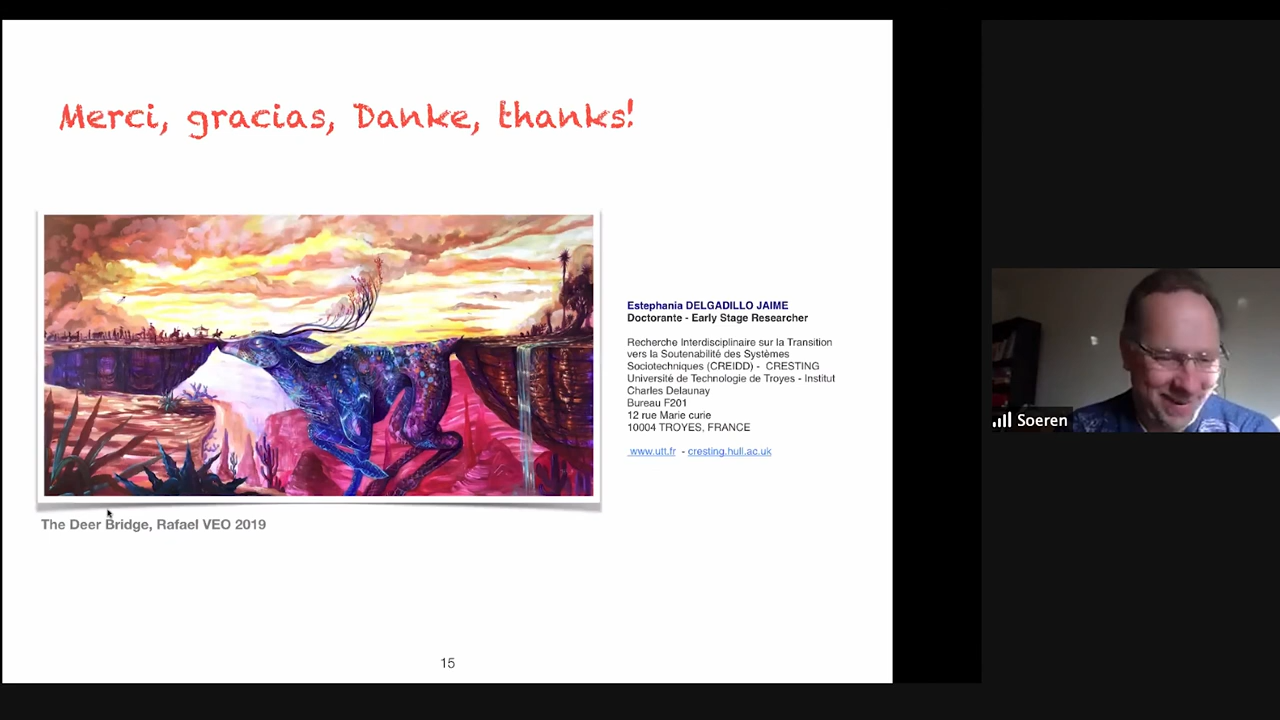 Merci, gracias, Danke, thanks!
Estephania DELGADILLO JAIME
Doctorante - Early Stage Researcher
Recherche Interdisciplinaire sur la Transition
vers la Soutenabilité des Systèmes
Sociotechniques (CREIDD) - CRESTING
Université de Technologie de Troyes - Institut
Charles Delaunay
Bureau F201
12 rue Marie curie
10004 TROYES, FRANCE
www.utt.fr - cresting.hull.ac.uk
The Deer Bridge, Rafael VEO 2019
15
Soeren